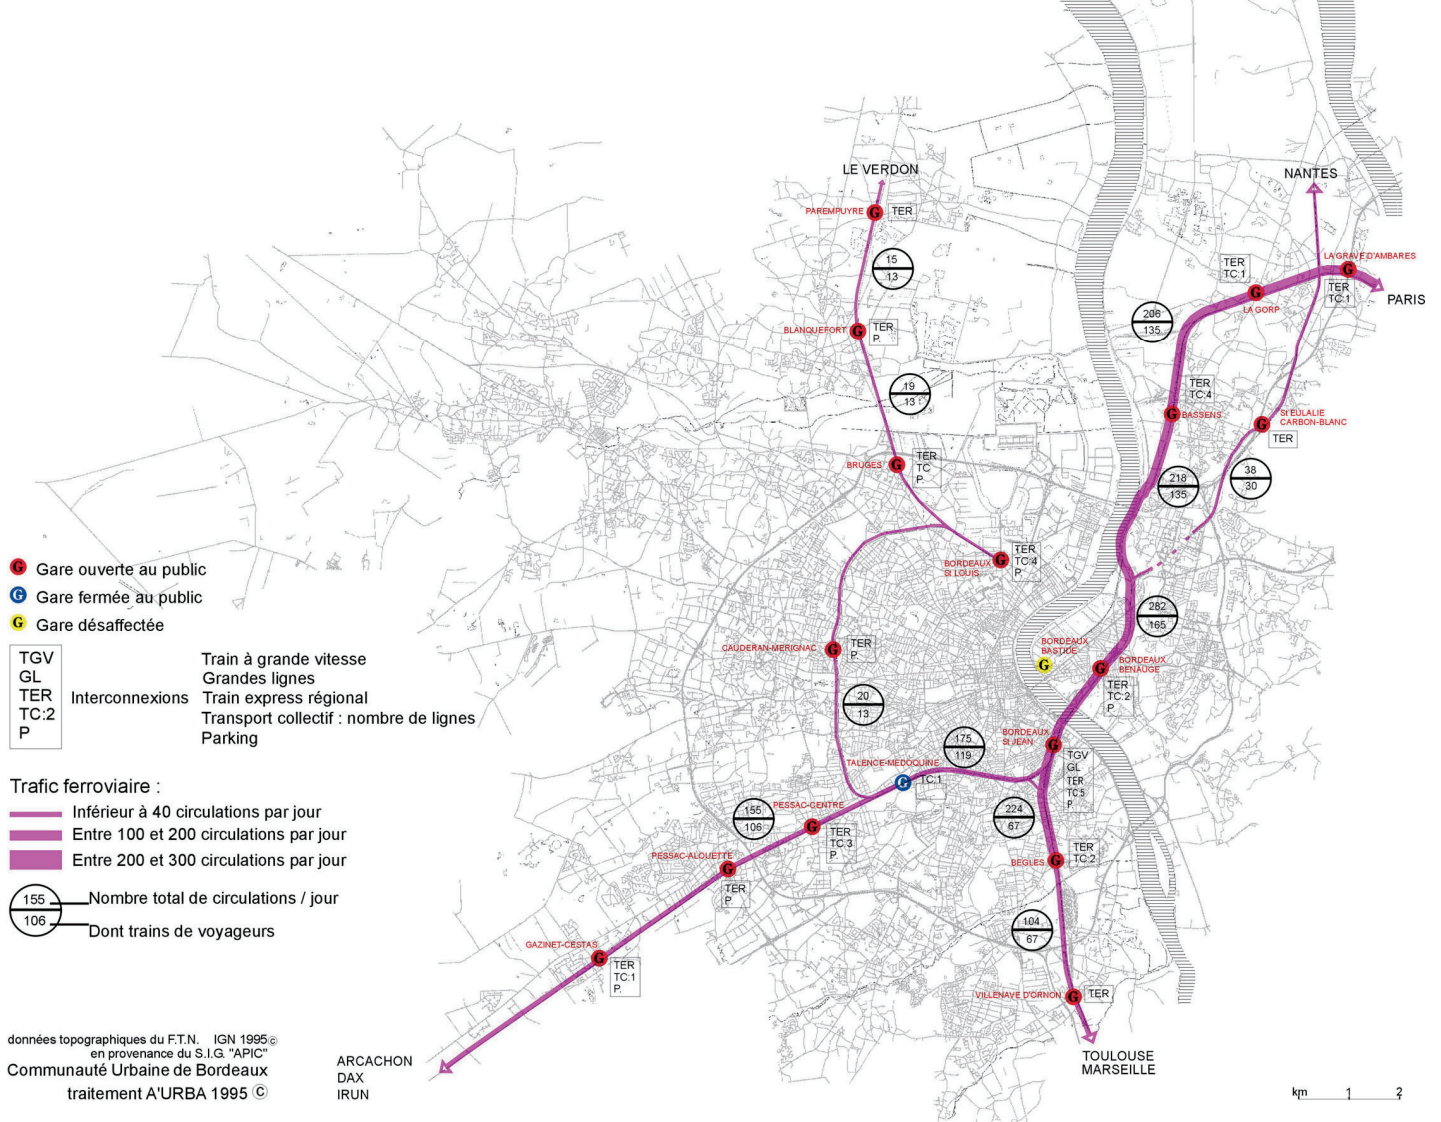 LE VERDON
NANTES
PAREMPUYRE
G
TER
15
13
TER
TC:1
LA GRAVE D'AMBARES
G
G
TER
TC:1
PARIS
LA GORP
206
135
BLANQUEFORT
G
TER
P.
19
13
TER
TC:4
G
BASSENS
St EULALIE
CARBON-BLANC
G
TER
BRUGES
G
TER
TC
P.
218
135
38
30
BORDEAUX
St LOUIS
G
TER
TC:4
P.
G Gare ouverte au public
G Gare fermée au public
G Gare désaffectée
282
165
CAUDERAN-MERIGNAC
G
TER
P.
BORDEAUX
BASTIDE
G
G
BORDEAUX
BENAUGE
TER
TC:2
P
TGV
GL
TER
TC:2
P
Interconnexions
Train à grande vitesse
Grandes lignes
Train express régional
Transport collectif : nombre de lignes
Parking
20
13
175
119
BORDEAUX
St JEAN
G
TGV
GL
TER
TC:5
P
TALENCE-MEDOQUINE
G
TC:1
Trafic ferroviaire :
Inférieur à 40 circulations par jour
Entre 100 et 200 circulations par jour
Entre 200 et 300 circulations par jour
155
106
PESSAC-CENTRE
G
TER
TC:3
P.
224
67
BEGLES
G
TER
TC:2
PESSAC-ALOUETTE
G
TER
P.
155
106
Nombre total de circulations / jour
Dont trains de voyageurs
104
67
GAZINET-CESTAS
G
TER
TC:1
P.
VILLENAVE D'ORNON
G
TER
données topographiques du F.T.N. IGN 1995©
en provenance du S.I.G. "APIC"
Communauté Urbaine de Bordeaux
traitement A'URBA 1995 ©
ARCACHON
DAX
IRUN
TOULOUSE
MARSEILLE
km 1 2